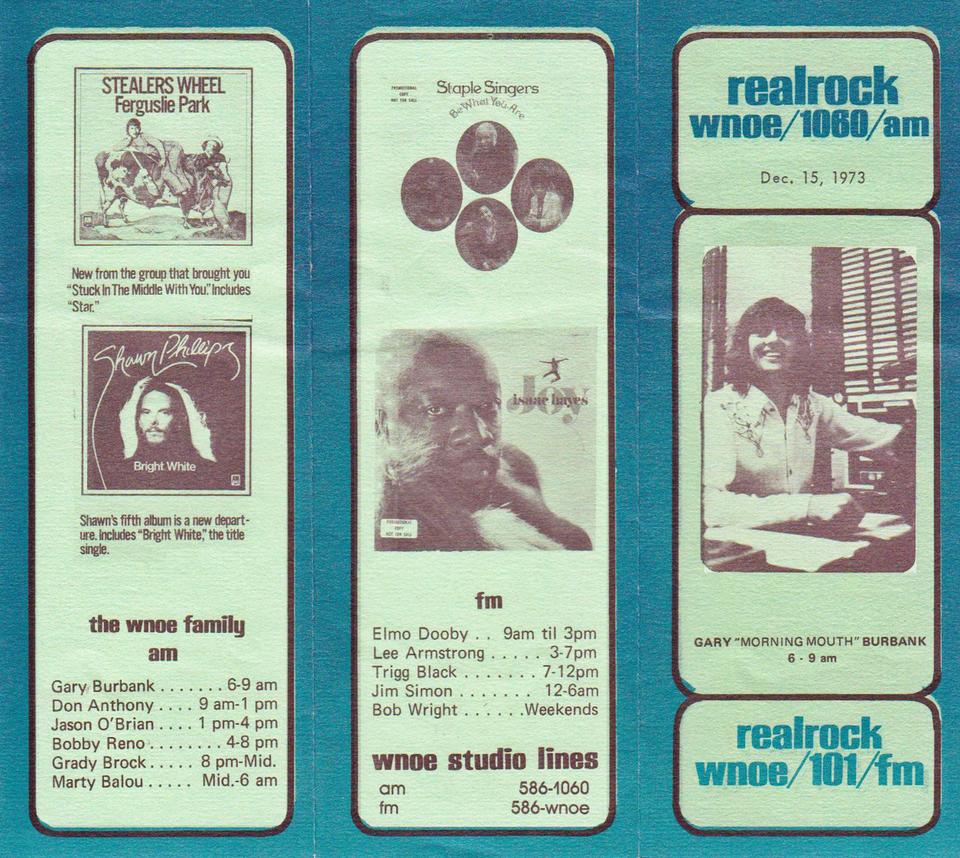 STEALERS WHEEL
Ferguslie Park
New from the group that brought you
"Stuck In The Middle With You." Includes
"Star."
Shawn Phillips
Bright White
Shawn's fifth album is a new depart-
ure. Includes "Bright White," the title
single.
the wnoe family
am
Gary Burbank ....... 6-9 am
Don Anthony .... 9 am-1 pm
Jason O'Brian .... 1 pm-4 pm
Bobby Reno ........ 4-8 pm
Grady Brock ..... 8 pm-Mid.
Marty Balou ..... Mid.-6 am
PROMOTIONAL
COPY
NOT FOR SALE
Staple Singers
Be What You Are
Joy
isaac hayes
PROMOTIONAL
COPY
NOT FOR SALE
fm
Elmo Dooby .. 9am til 3pm
Lee Armstrong ..... 3-7pm
Trigg Black ....... 7-12pm
Jim Simon ....... 12-6am
Bob Wright ......Weekends
wnoe studio lines
am 586-1060
fm 586-wnoe
realrock
wnoe/1060/am
Dec. 15, 1973
GARY "MORNING MOUTH" BURBANK
6 - 9 am
realrock
wnoe/101/fm